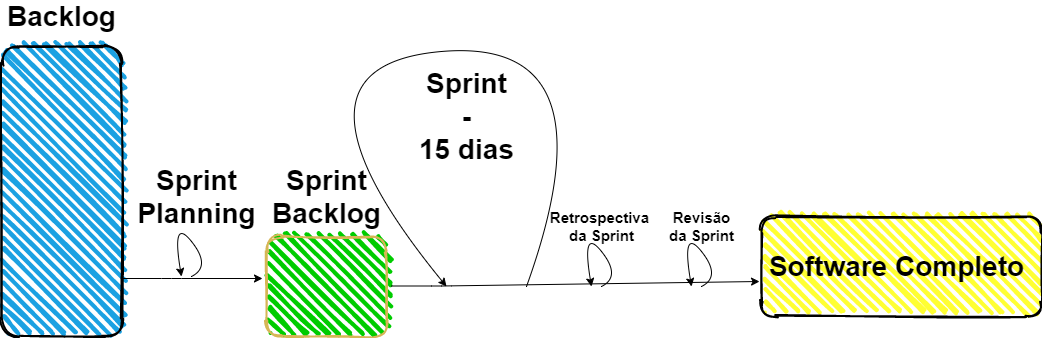 Backlog
Sprint
Planning
Sprint
Backlog
Sprint
-
15 dias
Retrospectiva
da Sprint
Revisão
da Sprint
Software Completo